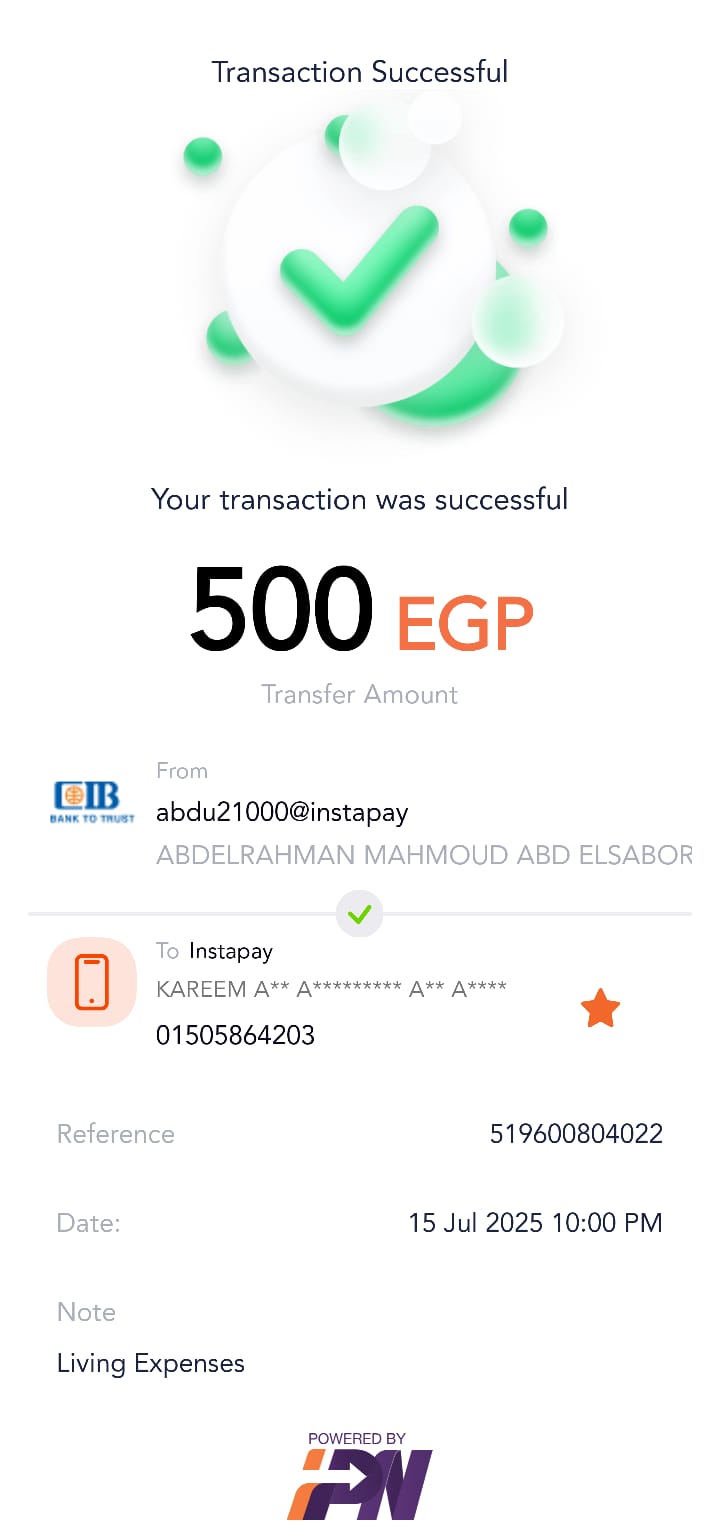 Transaction Successful
Your transaction was successful
500 EGP
Transfer Amount
From
CIB
BANK TO TRUST
abdu21000@instapay
ABDELRAHMAN MAHMOUD ABD ELSABOR
To Instapay
KAREEM A** A********* A** A****
01505864203
Reference 519600804022
Date: 15 Jul 2025 10:00 PM
Note
Living Expenses
POWERED BY
iPN